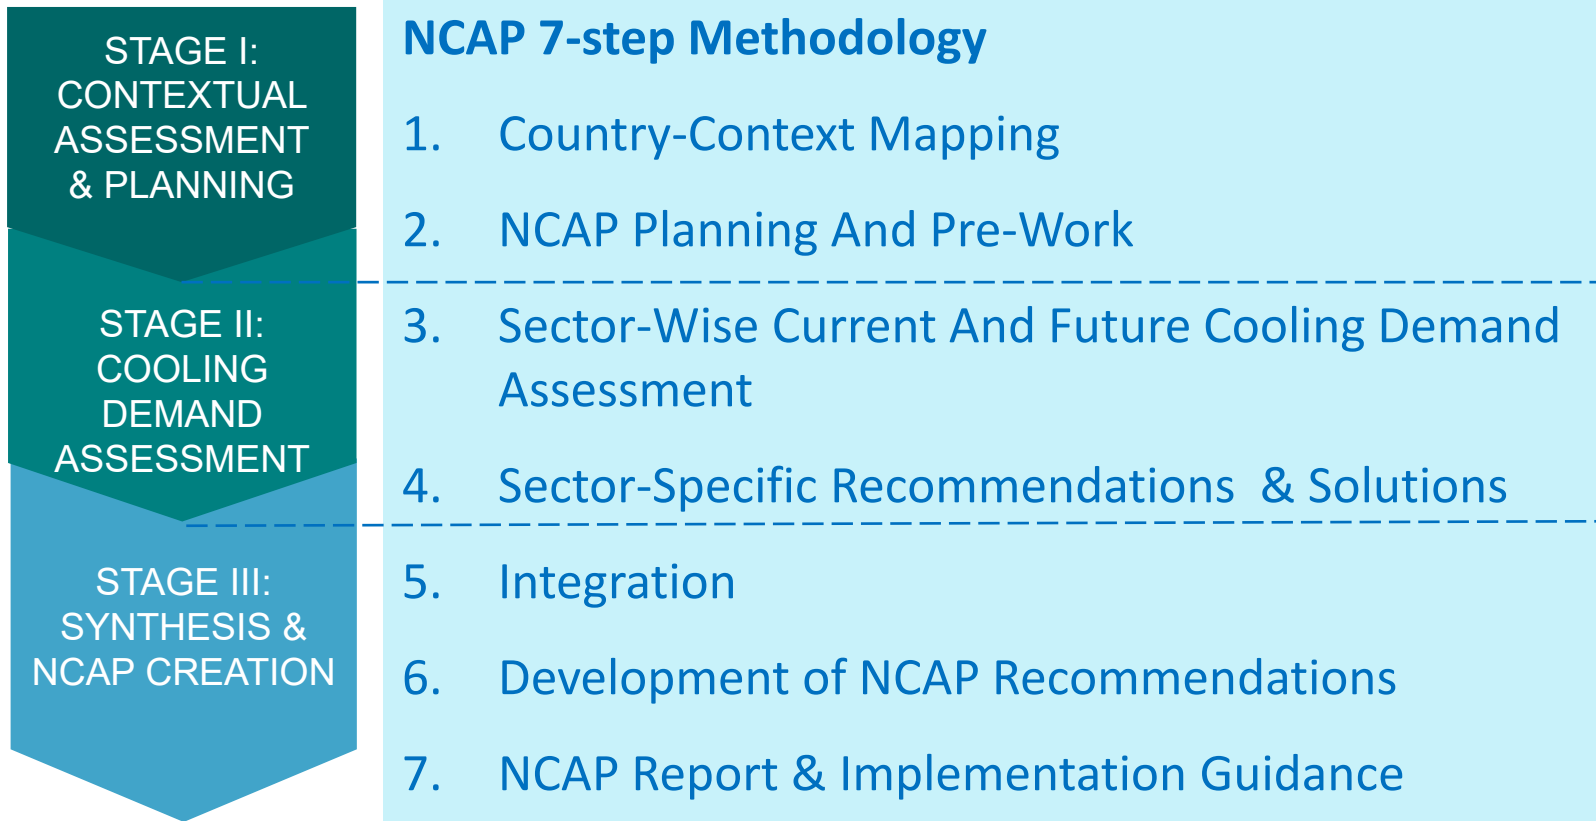 STAGE I:
CONTEXTUAL
ASSESSMENT
& PLANNING
STAGE II:
COOLING
DEMAND
ASSESSMENT
STAGE III:
SYNTHESIS &
NCAP CREATION
NCAP 7-step Methodology
1. Country-Context Mapping
2. NCAP Planning And Pre-Work
3. Sector-Wise Current And Future Cooling Demand
Assessment
4. Sector-Specific Recommendations & Solutions
5. Integration
6. Development of NCAP Recommendations
7. NCAP Report & Implementation Guidance